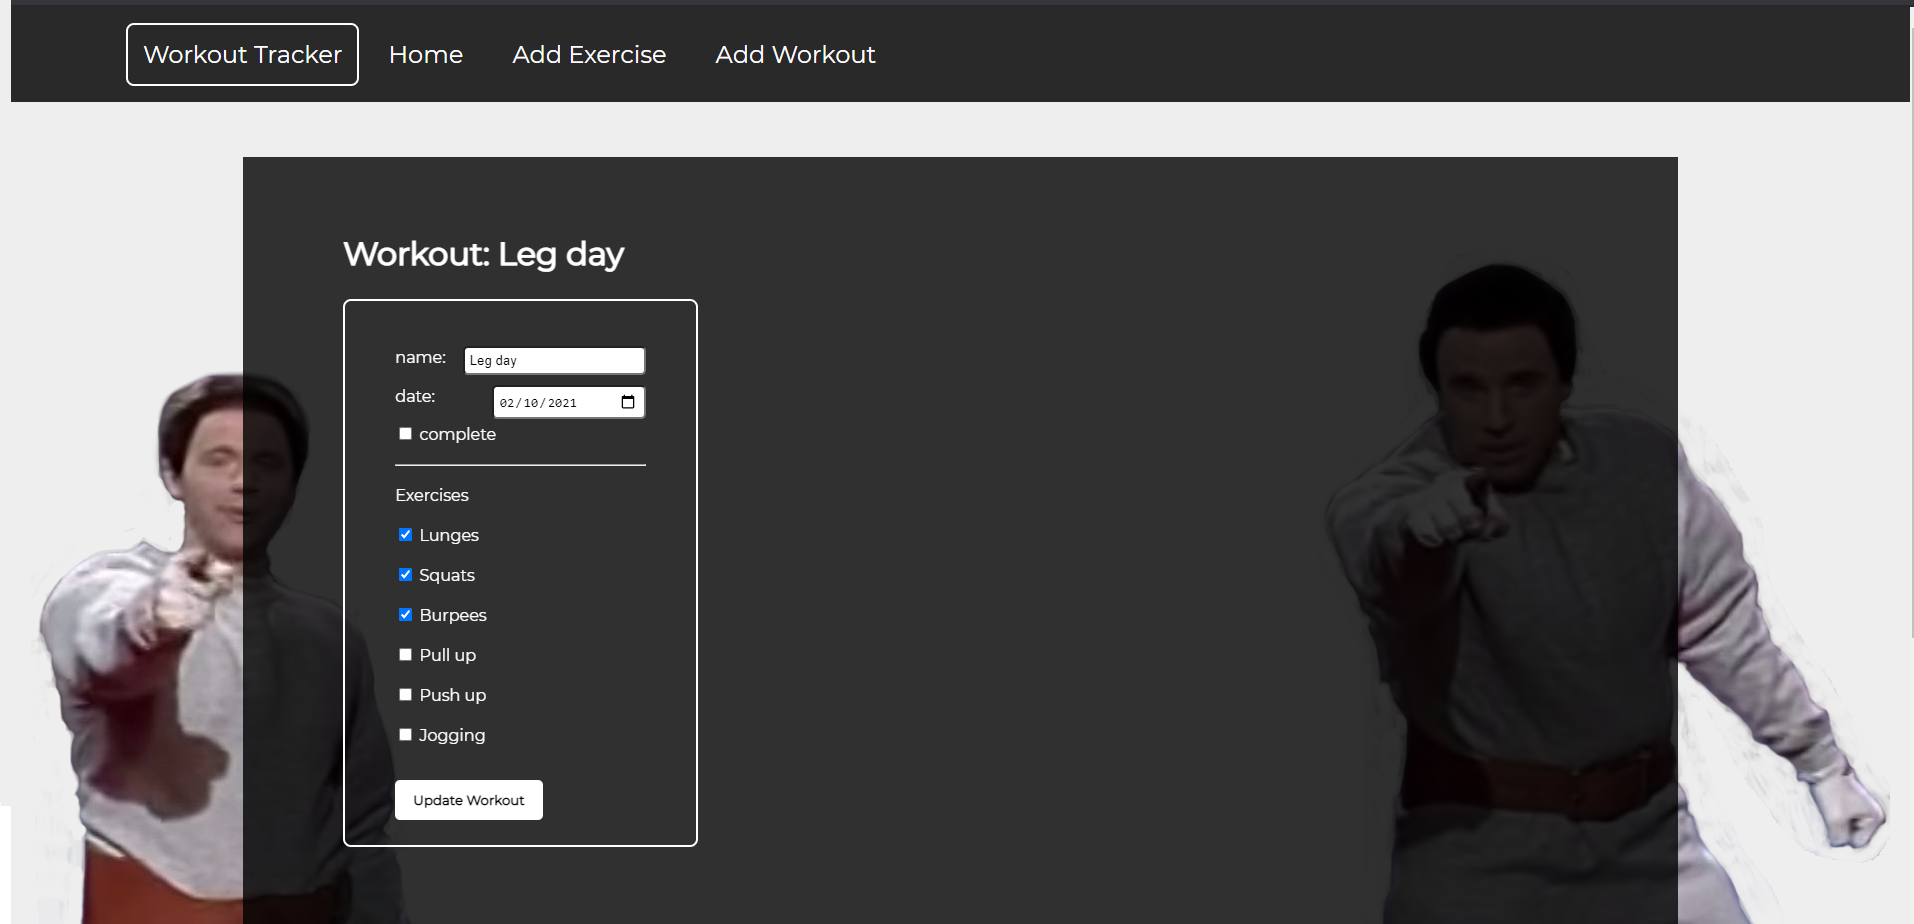 Workout Tracker Home Add Exercise Add Workout
Workout: Leg day
name: Leg day
date: 02/10/2021
complete
Exercises
Lunges
Squats
Burpees
Pull up
Push up
Jogging
Update Workout